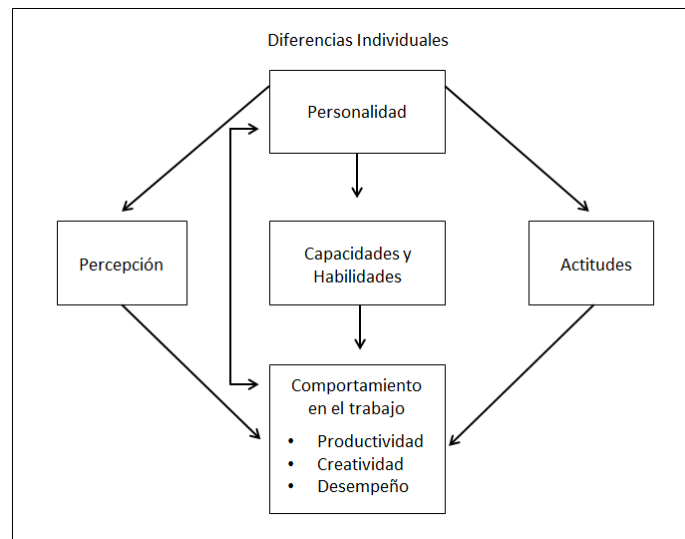 Diferencias Individuales
Personalidad
Percepción
Capacidades y
Habilidades
Actitudes
Comportamiento
en el trabajo
• Productividad
• Creatividad
• Desempeño